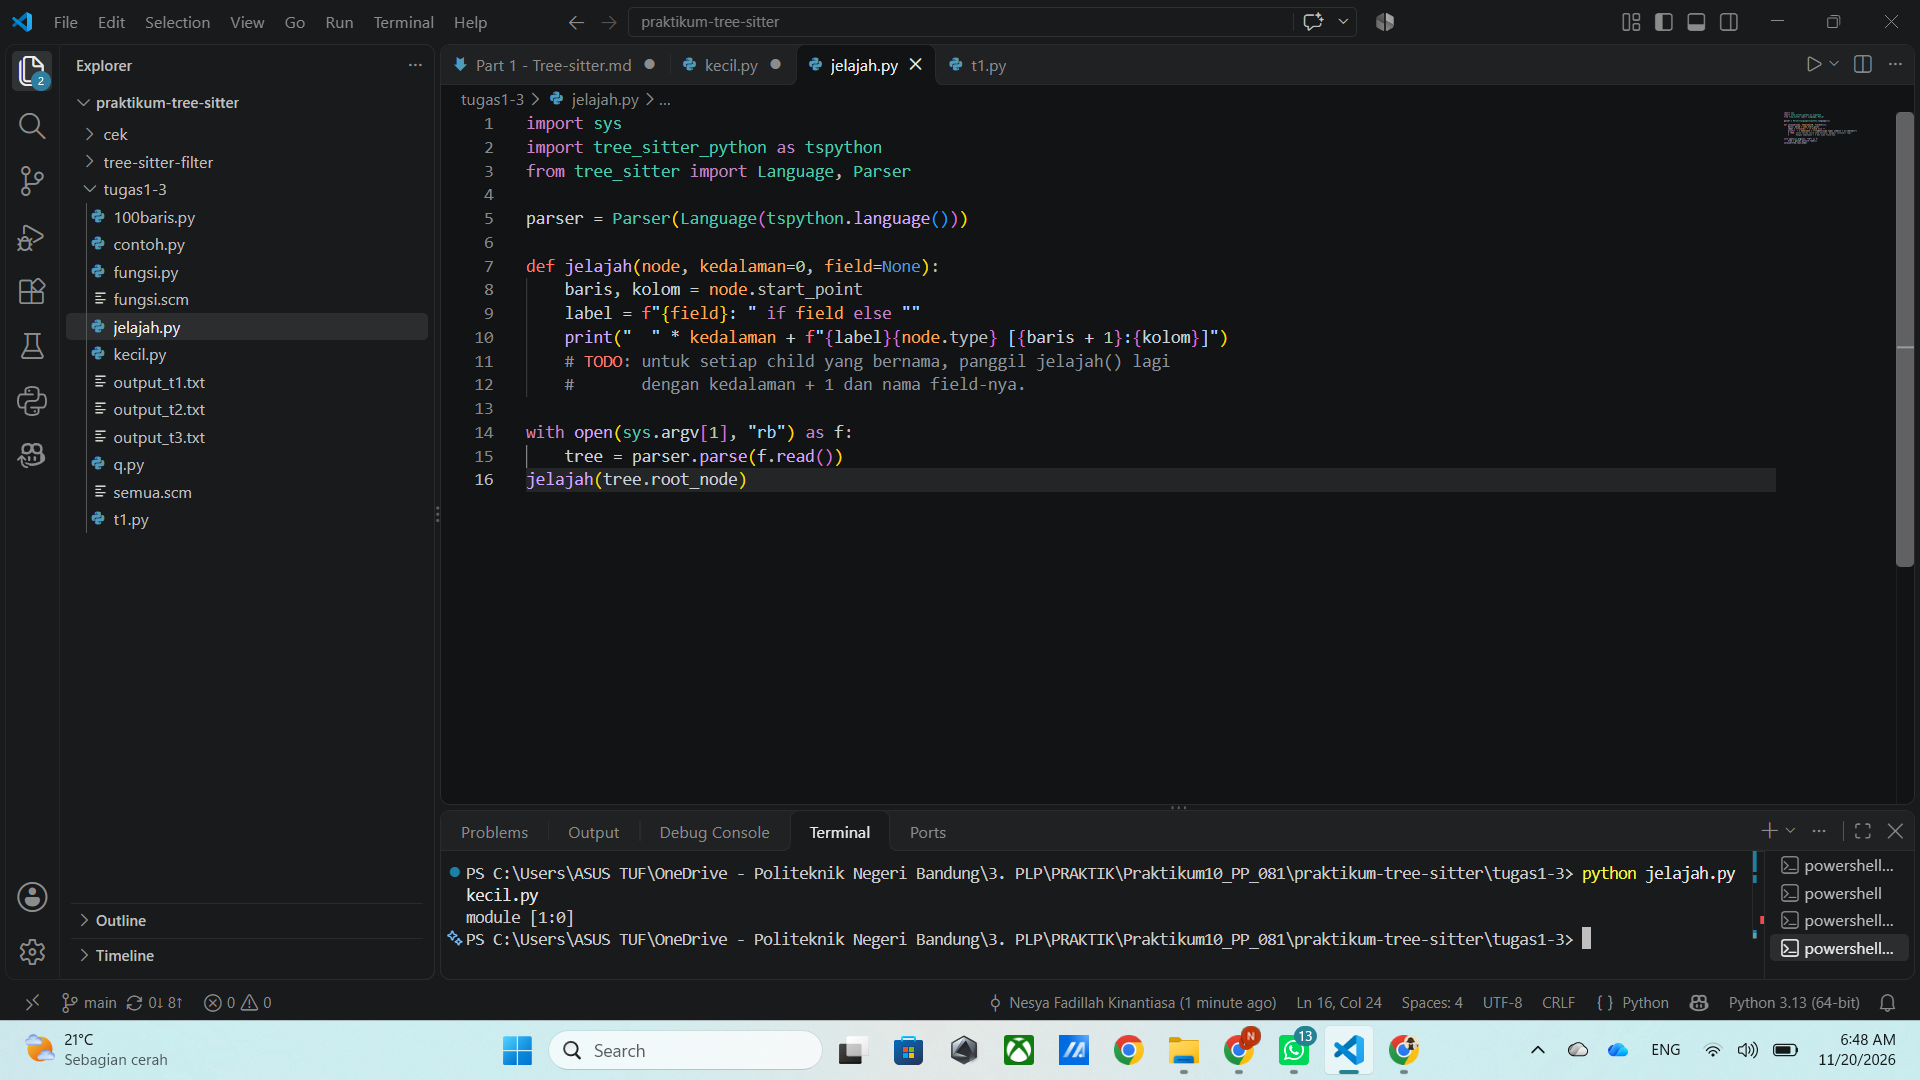 File Edit Selection View Go Run Terminal Help
praktikum-tree-sitter
2
Explorer
praktikum-tree-sitter
cek
tree-sitter-filter
tugas1-3
100baris.py
contoh.py
fungsi.py
fungsi.scm
jelajah.py
kecil.py
output_t1.txt
output_t2.txt
output_t3.txt
q.py
semua.scm
t1.py
Outline
Timeline
Part 1 - Tree-sitter.md kecil.py jelajah.py t1.py
tugas1-3 > jelajah.py > ...
1 import sys
2 import tree_sitter_python as tspython
3 from tree_sitter import Language, Parser
4
5 parser = Parser(Language(tspython.language()))
6
7 def jelajah(node, kedalaman=0, field=None):
8 baris, kolom = node.start_point
9 label = f"{field}: " if field else ""
10 print("  " * kedalaman + f"{label}{node.type} [{baris + 1}:{kolom}]")
11 # TODO: untuk setiap child yang bernama, panggil jelajah() lagi
12 #       dengan kedalaman + 1 dan nama field-nya.
13
14 with open(sys.argv[1], "rb") as f:
15 tree = parser.parse(f.read())
16 jelajah(tree.root_node)
Problems Output Debug Console Terminal Ports
PS C:\Users\ASUS TUF\OneDrive - Politeknik Negeri Bandung\3. PLP\PRAKTIK\Praktikum10_PP_081\praktikum-tree-sitter\tugas1-3> python jelajah.py
kecil.py
module [1:0]
PS C:\Users\ASUS TUF\OneDrive - Politeknik Negeri Bandung\3. PLP\PRAKTIK\Praktikum10_PP_081\praktikum-tree-sitter\tugas1-3>
powershell...
powershell
powershell...
powershell...
main 0↓ 8↑ 0 0 Nesya Fadillah Kinantiasa (1 minute ago) Ln 16, Col 24 Spaces: 4 UTF-8 CRLF { } Python Python 3.13 (64-bit)
21°C
Sebagian cerah
Search
N
13
ENG
6:48 AM
11/20/2026